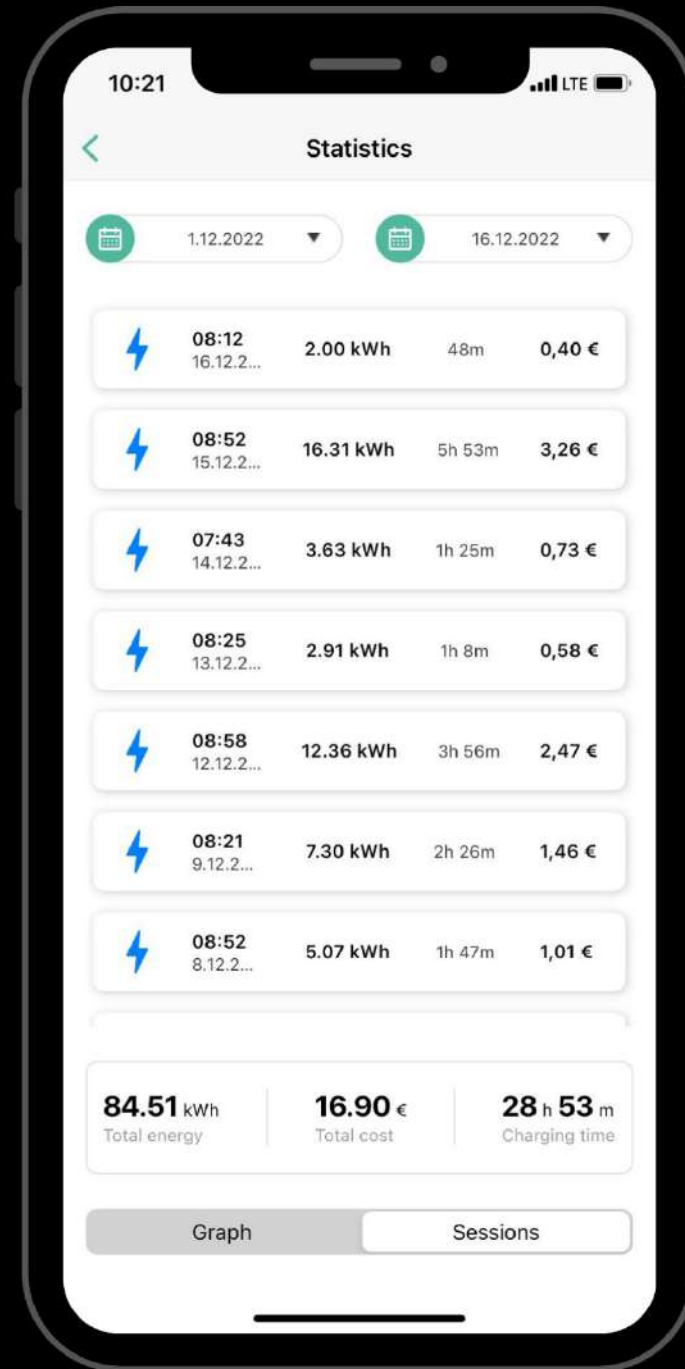 10:21 LTE
Statistics
1.12.2022 16.12.2022
08:12 2.00 kWh 48m 0,40 €
16.12.2...
08:52 16.31 kWh 5h 53m 3,26 €
15.12.2...
07:43 3.63 kWh 1h 25m 0,73 €
14.12.2...
08:25 2.91 kWh 1h 8m 0,58 €
13.12.2...
08:58 12.36 kWh 3h 56m 2,47 €
12.12.2...
08:21 7.30 kWh 2h 26m 1,46 €
9.12.2...
08:52 5.07 kWh 1h 47m 1,01 €
8.12.2...
84.51 kWh 16.90 € 28 h 53 m
Total energy Total cost Charging time
Graph Sessions